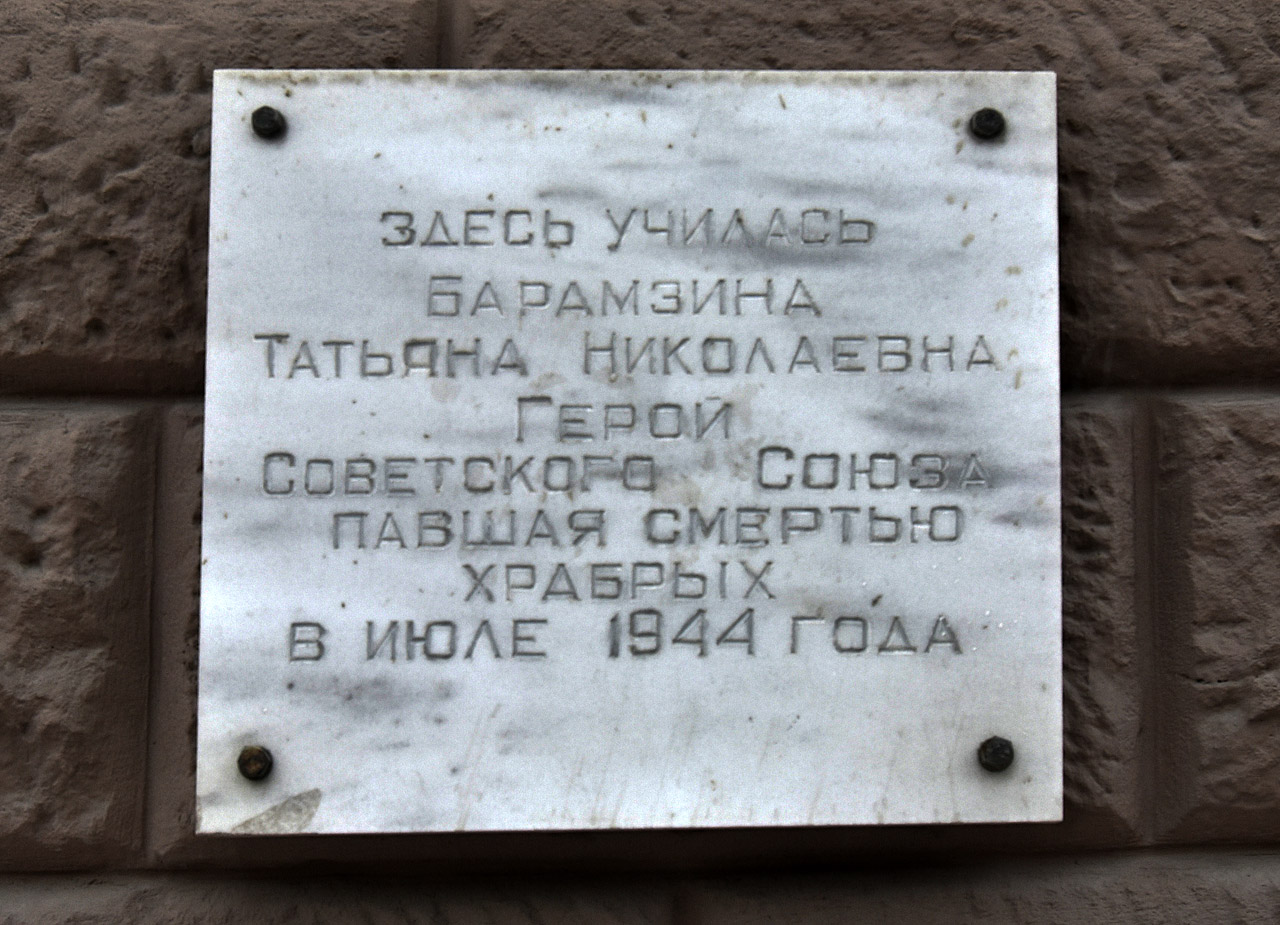 ЗДЕСЬ УЧИЛАСЬ
БАРАМЗИНА
ТАТЬЯНА НИКОЛАЕВНА
ГЕРОЙ
СОВЕТСКОГО СОЮЗА
ПАВШАЯ СМЕРТЬЮ
ХРАБРЫХ
В ИЮЛЕ 1944 ГОДА